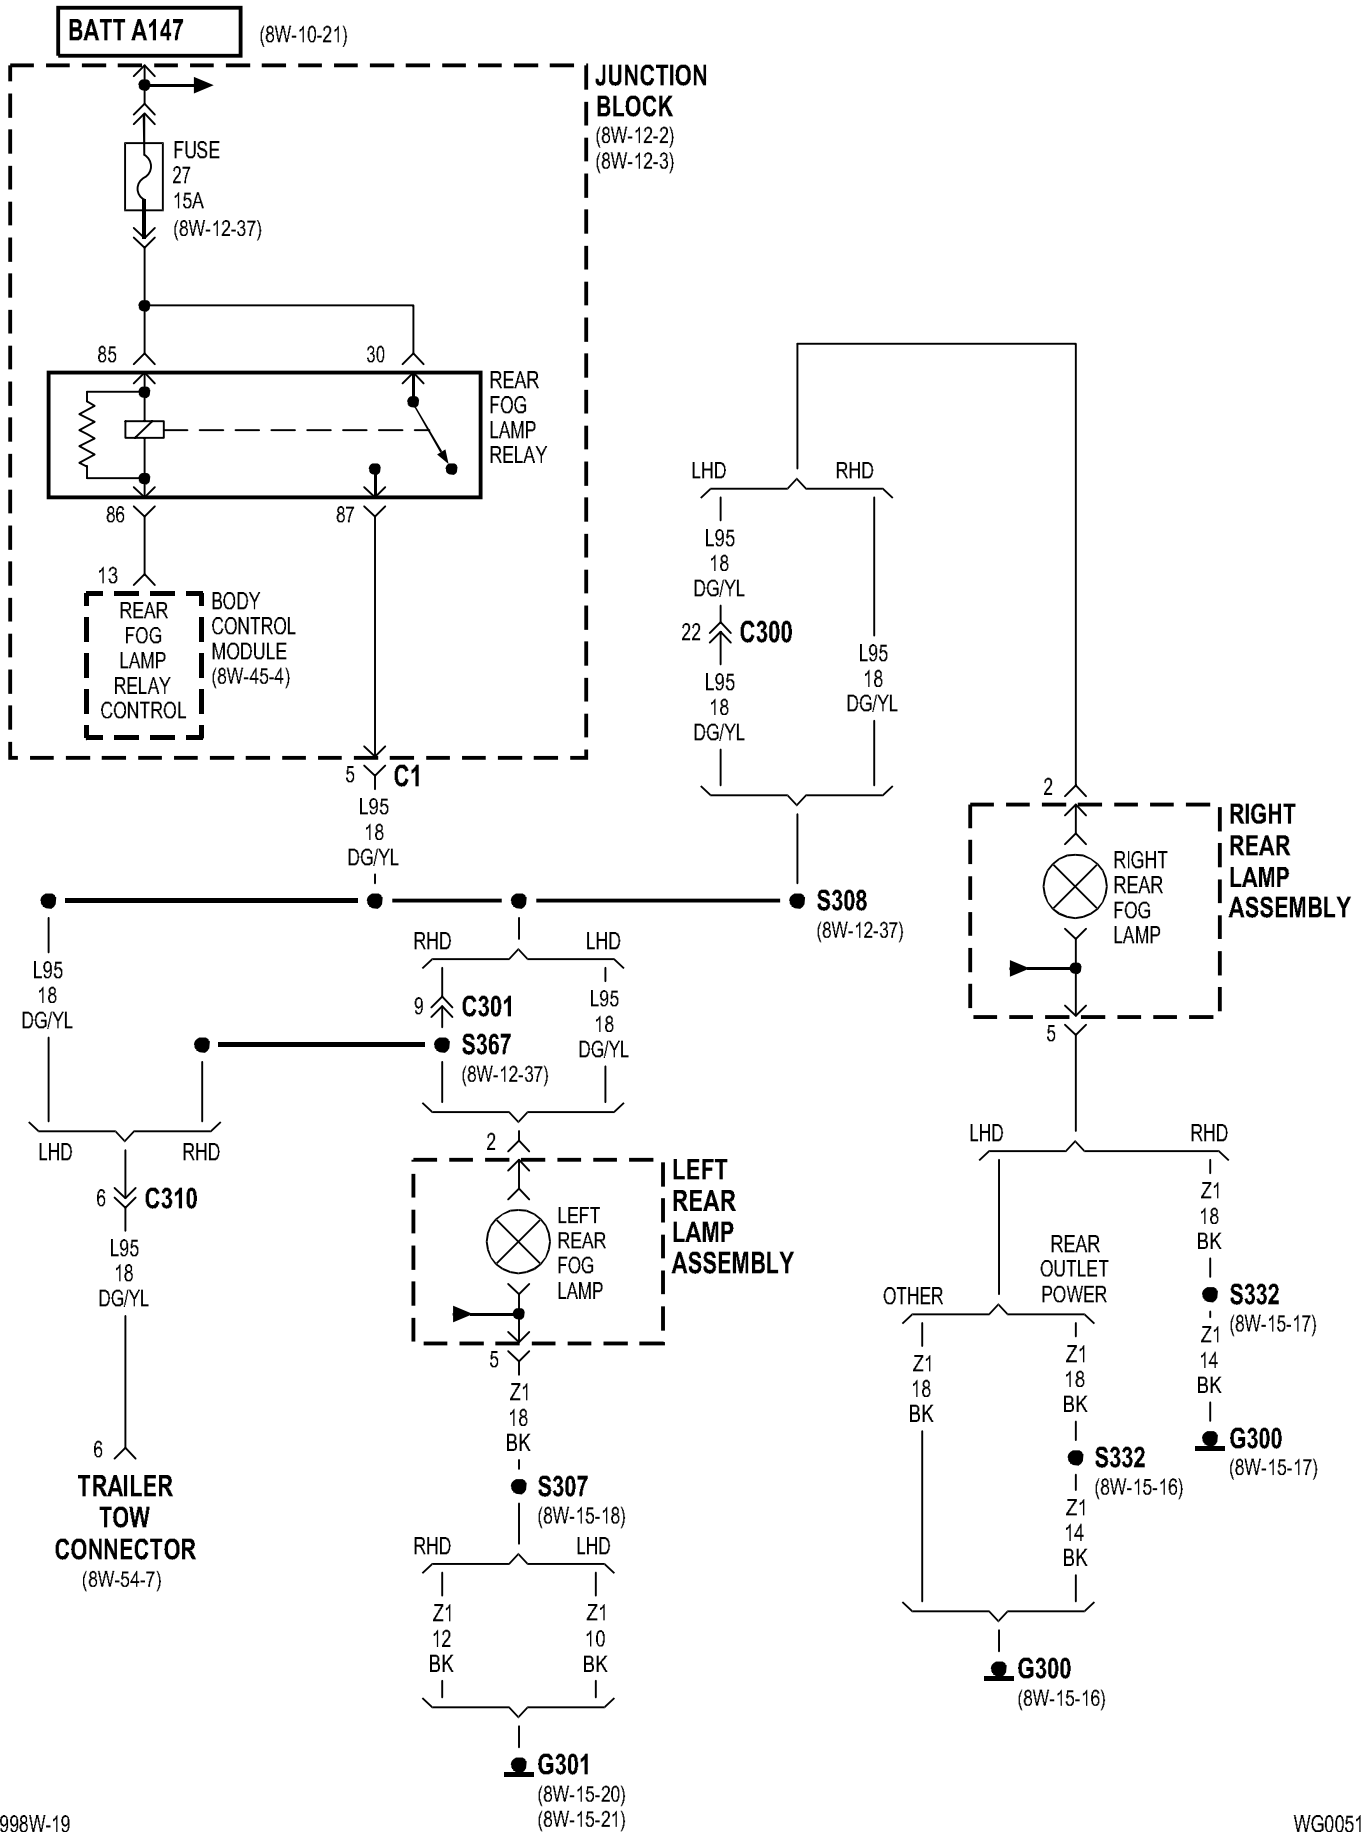 BATT A147
(8W-10-21)
JUNCTION
BLOCK
(8W-12-2)
(8W-12-3)
FUSE
27
15A
(8W-12-37)
85
30
REAR
FOG
LAMP
RELAY
86
87
13
REAR
FOG
LAMP
RELAY
CONTROL
BODY
CONTROL
MODULE
(8W-45-4)
5
C1
L95
18
DG/YL
LHD
RHD
L95
18
DG/YL
22
C300
L95
18
DG/YL
L95
18
DG/YL
S308
(8W-12-37)
2
RIGHT
REAR
LAMP
ASSEMBLY
RIGHT
REAR
FOG
LAMP
5
RHD
LHD
9
C301
S367
(8W-12-37)
L95
18
DG/YL
L95
18
DG/YL
LHD
RHD
6
C310
L95
18
DG/YL
6
TRAILER
TOW
CONNECTOR
(8W-54-7)
2
LEFT
REAR
LAMP
ASSEMBLY
LEFT
REAR
FOG
LAMP
5
Z1
18
BK
S307
(8W-15-18)
RHD
LHD
Z1
12
BK
Z1
10
BK
G301
(8W-15-20)
(8W-15-21)
LHD
RHD
Z1
18
BK
S332
(8W-15-17)
Z1
14
BK
G300
(8W-15-17)
OTHER
REAR
OUTLET
POWER
Z1
18
BK
Z1
18
BK
S332
(8W-15-16)
Z1
14
BK
G300
(8W-15-16)
998W-19
WG0051